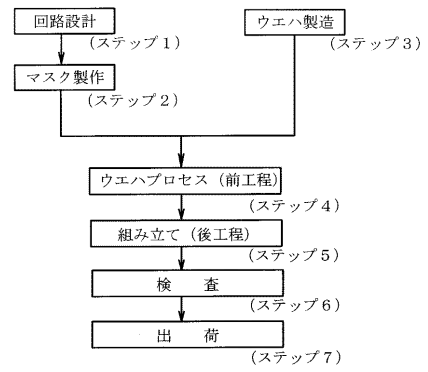 回路設計
(ステップ1)
ウエハ製造
(ステップ3)
マスク製作
(ステップ2)
ウエハプロセス(前工程)
(ステップ4)
組み立て(後工程)
(ステップ5)
検　査
(ステップ6)
出　荷
(ステップ7)